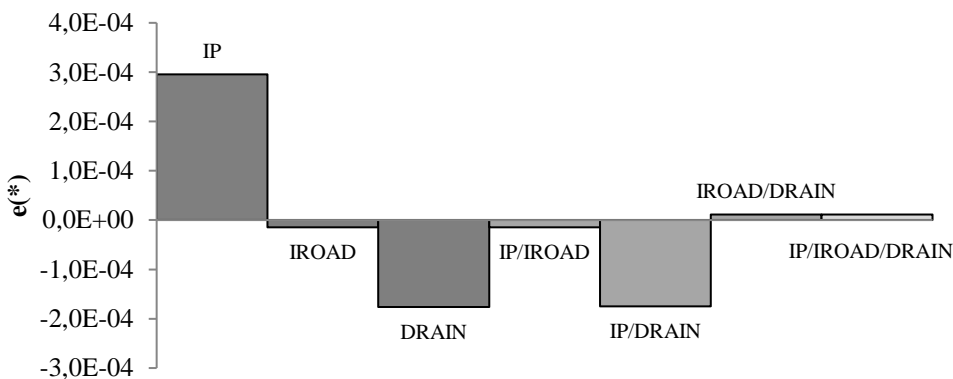 4,0E-04
3,0E-04
2,0E-04
1,0E-04
0,0E+00
-1,0E-04
-2,0E-04
-3,0E-04
e(*)
IP
IROAD
DRAIN
IP/IROAD
IP/DRAIN
IROAD/DRAIN
IP/IROAD/DRAIN